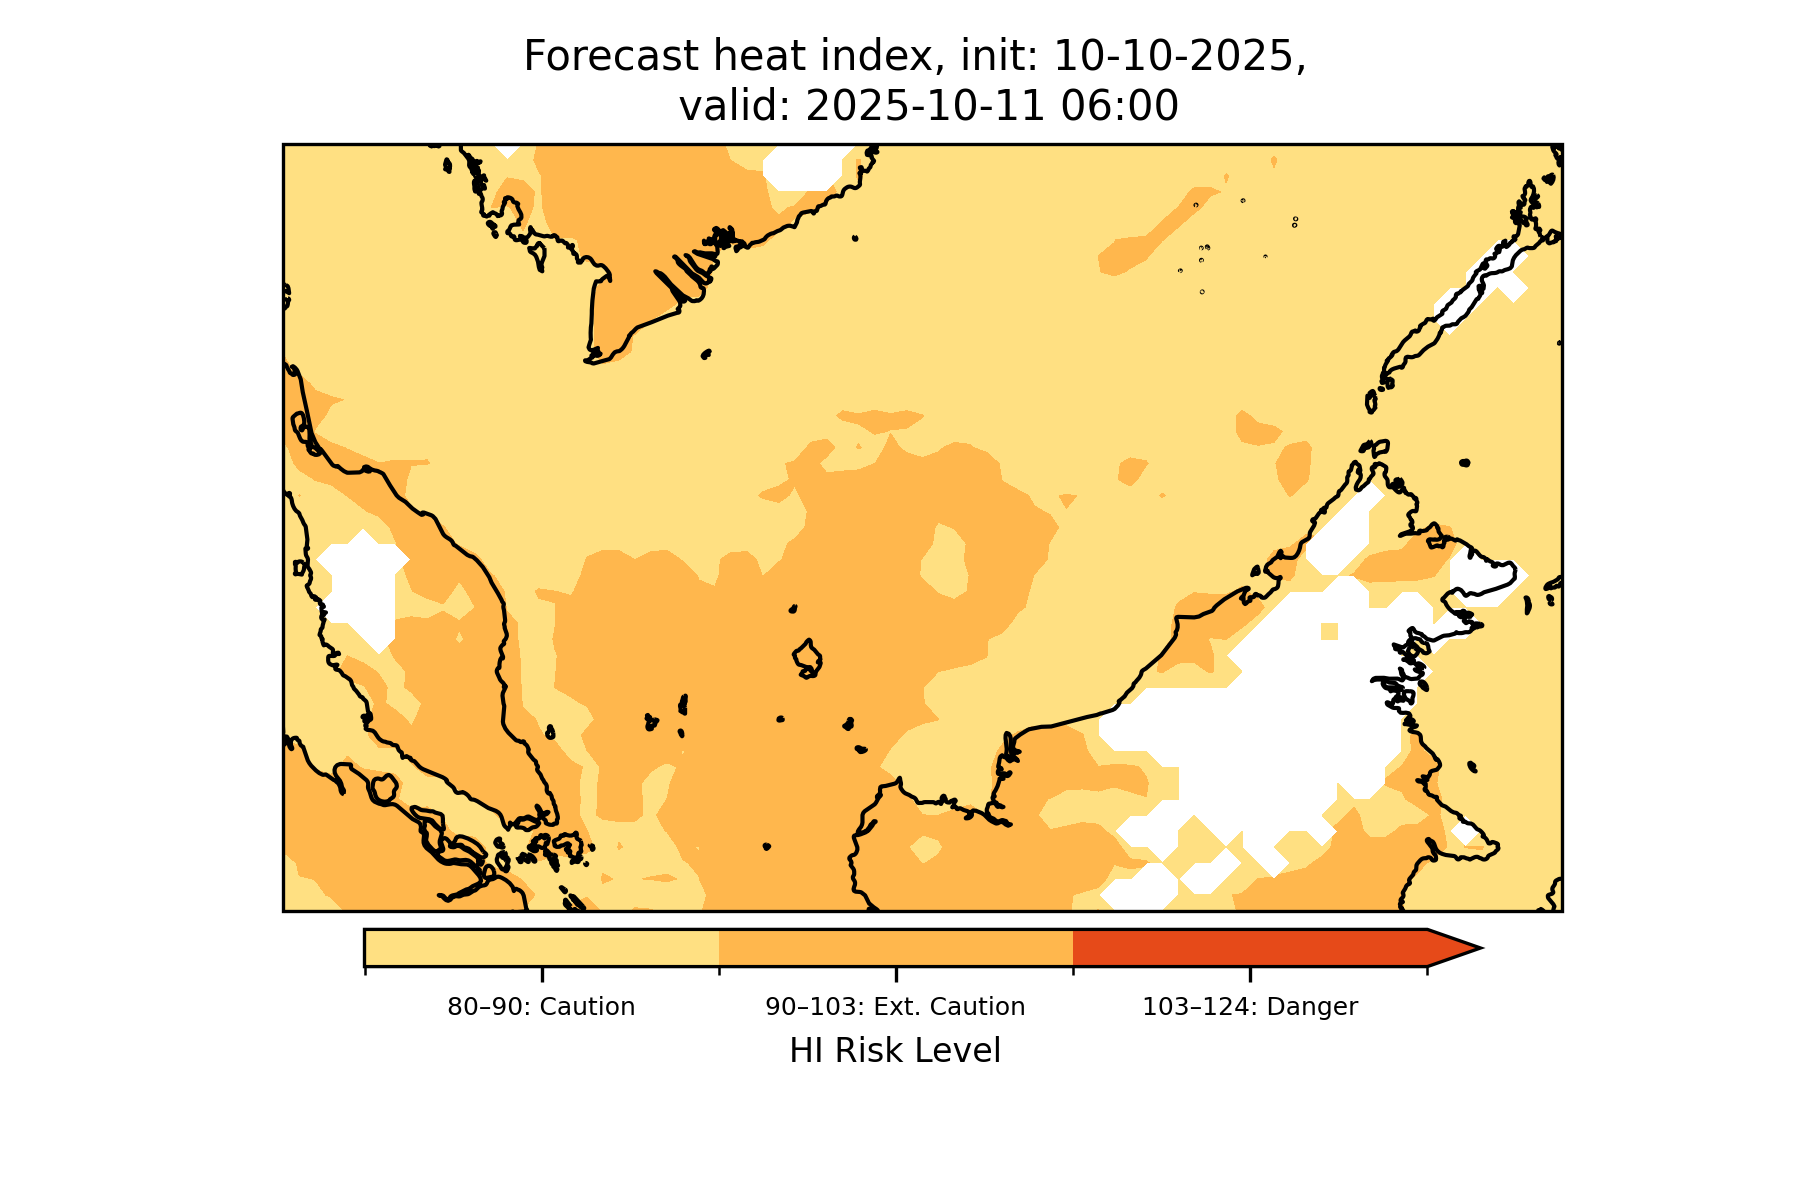 Forecast heat index, init: 10-10-2025,
valid: 2025-10-11 06:00
80–90: Caution
90–103: Ext. Caution
103–124: Danger
HI Risk Level